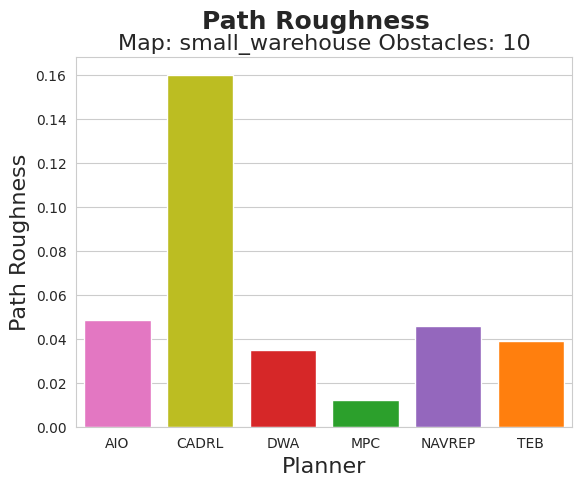 Path Roughness
Map: small_warehouse Obstacles: 10
Path Roughness
0.16
0.14
0.12
0.10
0.08
0.06
0.04
0.02
0.00
AIO CADRL DWA MPC NAVREP TEB
Planner